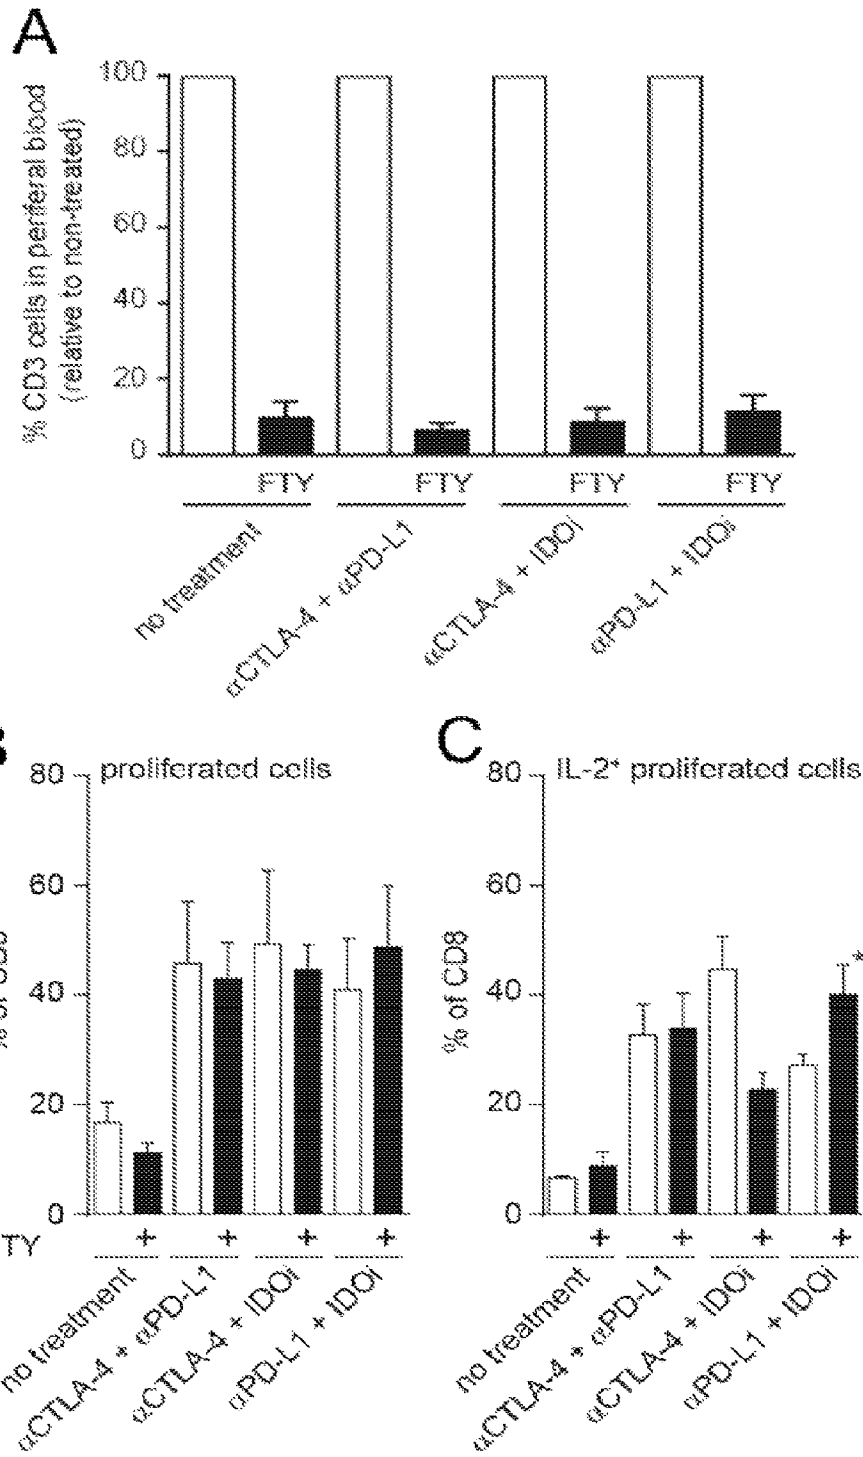 A
% CD3 cells in periferal blood
(relative to non-treated)
100
80
60
40
20
0
FTY FTY FTY FTY
no treatment
αCTLA-4 + αPD-L1
αCTLA-4 + IDOi
αPD-L1 + IDOi
proliferated cells
80
60
40
20
0
% of
TY + + + +
no treatment
αCTLA-4 + αPD-L1
αCTLA-4 + IDOi
αPD-L1 + IDOi
C
IL-2+ proliferated cells
% of CD8
80
60
40
20
0
*
+ + + +
no treatment
αCTLA-4 + αPD-L1
αCTLA-4 + IDOi
αPD-L1 + IDOi